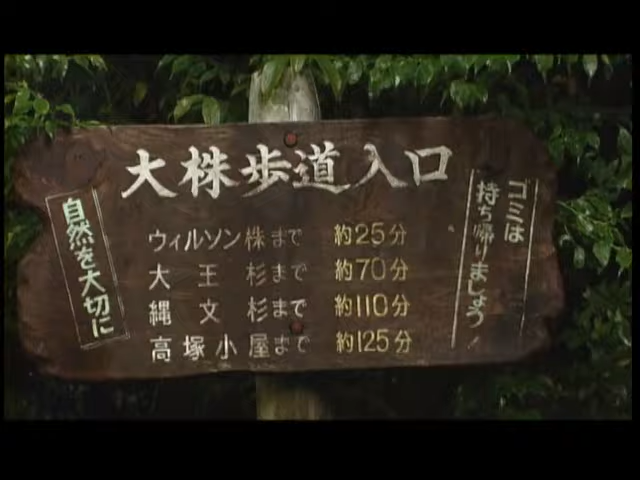 大株歩道入口
ウィルソン株まで 約25分
大王杉まで 約70分
縄文杉まで 約110分
高塚小屋まで 約125分
ゴミは
持ち帰りましょう
自然を大切に